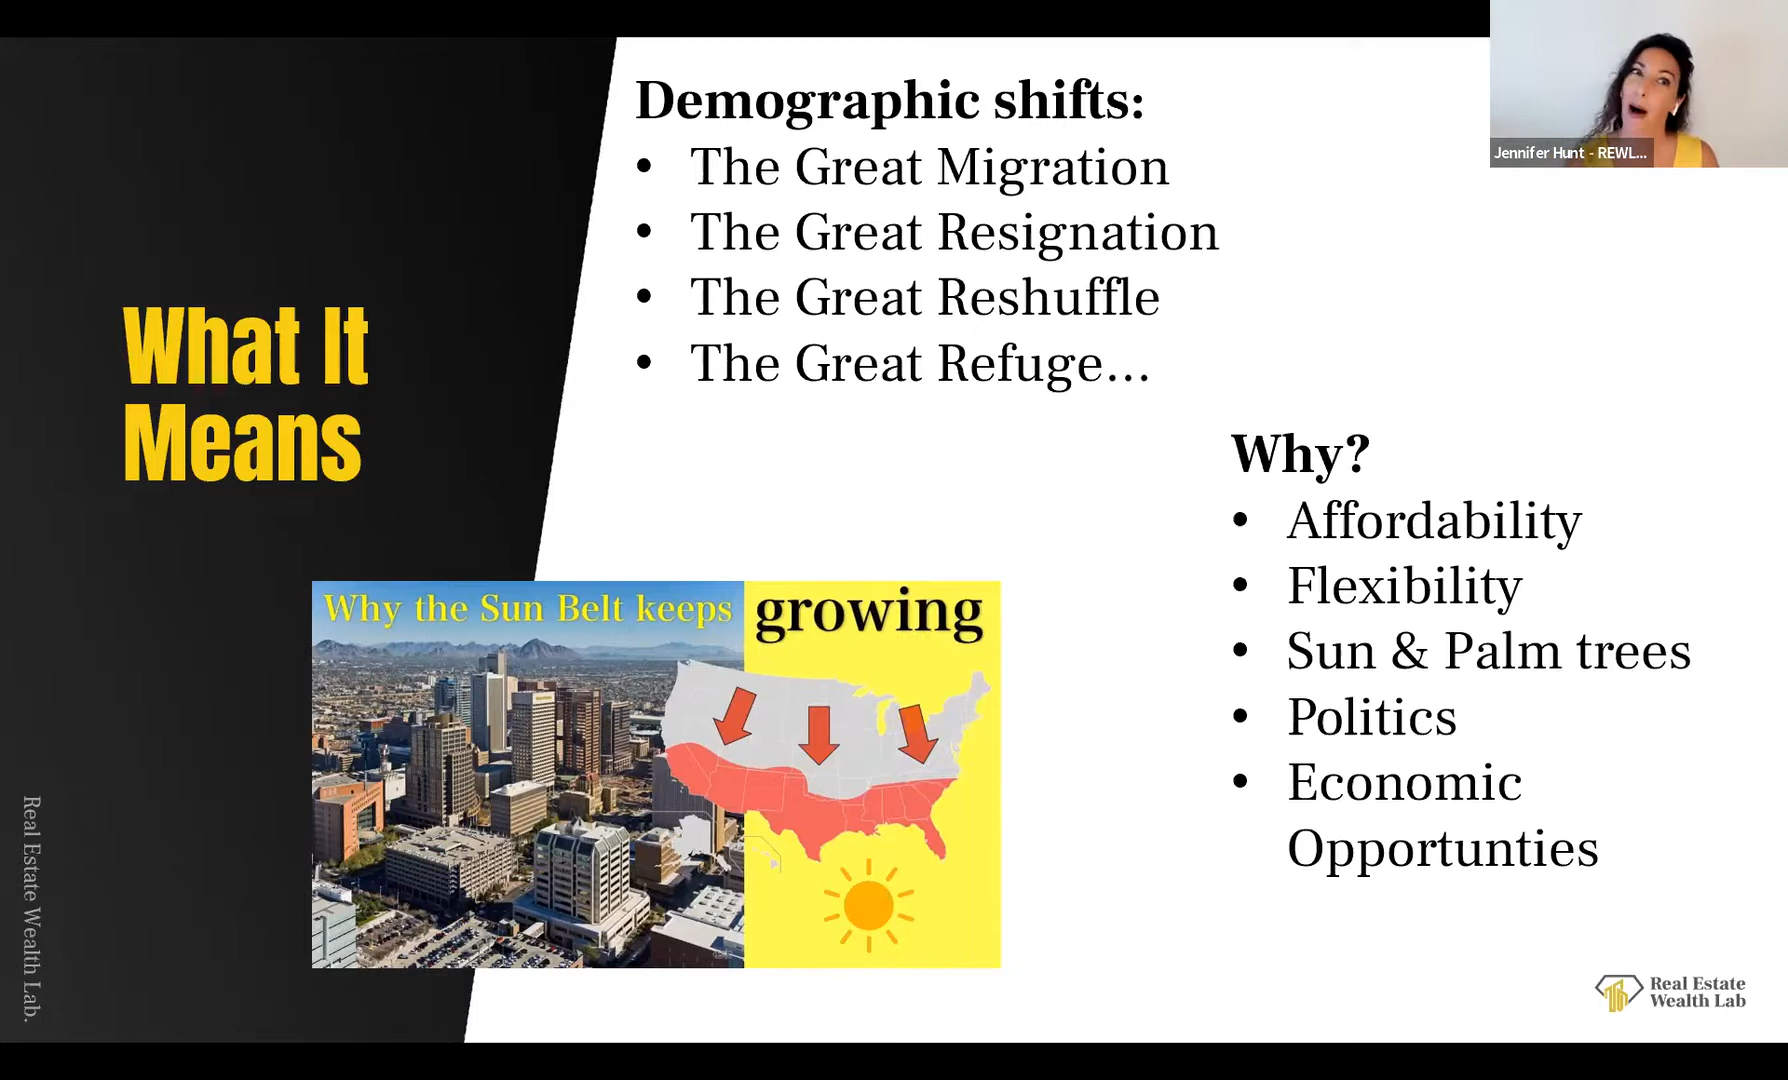 Jennifer Hunt - REWL...
What It
Means
Demographic shifts:
• The Great Migration
• The Great Resignation
• The Great Reshuffle
• The Great Refuge...
Why?
• Affordability
• Flexibility
• Sun & Palm trees
• Politics
• Economic
Opportunties
Why the Sun Belt keeps growing
Real Estate Wealth Lab.
Real Estate
Wealth Lab